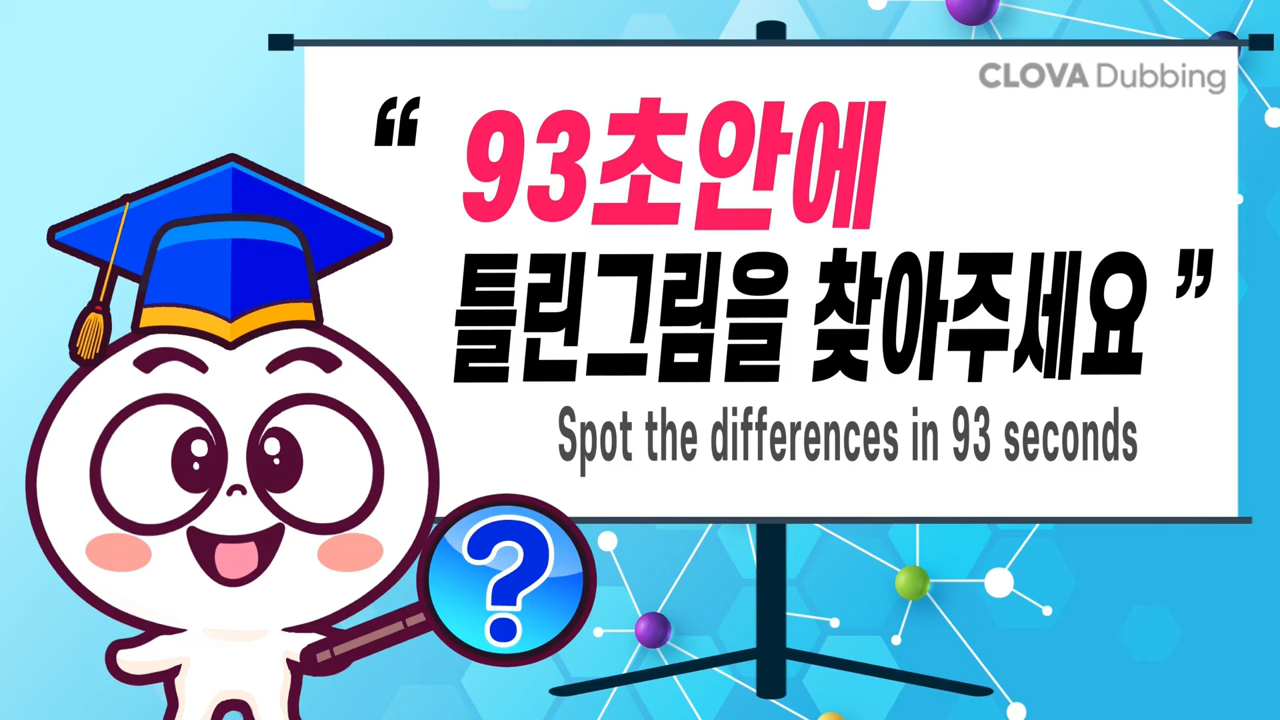 CLOVA Dubbing
“ 93초안에
틀린그림을 찾아주세요 ”
Spot the differences in 93 seconds
?